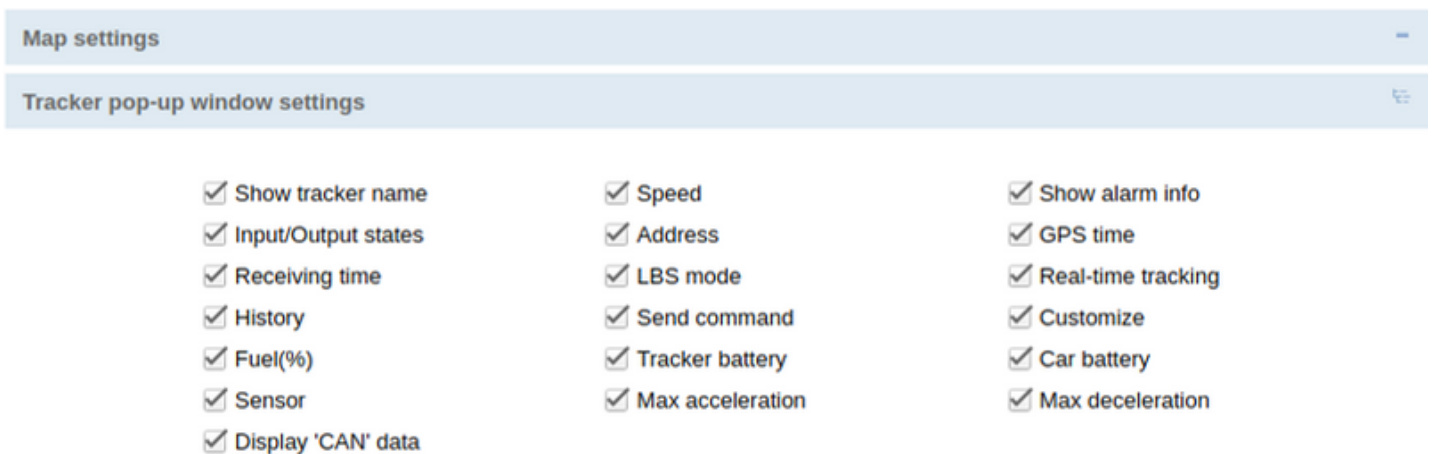 Map settings
Tracker pop-up window settings
Show tracker name Speed Show alarm info
Input/Output states Address GPS time
Receiving time LBS mode Real-time tracking
History Send command Customize
Fuel(%) Tracker battery Car battery
Sensor Max acceleration Max deceleration
Display 'CAN' data